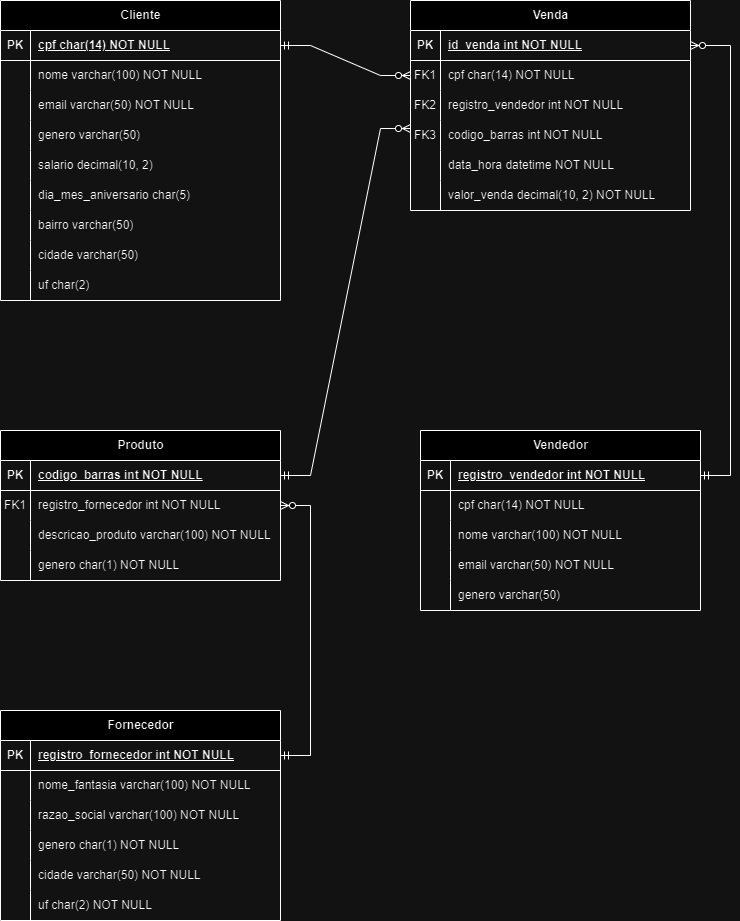 Cliente
PK cpf char(14) NOT NULL
nome varchar(100) NOT NULL
email varchar(50) NOT NULL
genero varchar(50)
salario decimal(10, 2)
dia_mes_aniversario char(5)
bairro varchar(50)
cidade varchar(50)
uf char(2)
Venda
PK id_venda int NOT NULL
FK1 cpf char(14) NOT NULL
FK2 registro_vendedor int NOT NULL
FK3 codigo_barras int NOT NULL
data_hora datetime NOT NULL
valor_venda decimal(10, 2) NOT NULL
Produto
PK codigo_barras int NOT NULL
FK1 registro_fornecedor int NOT NULL
descricao_produto varchar(100) NOT NULL
genero char(1) NOT NULL
Vendedor
PK registro_vendedor int NOT NULL
cpf char(14) NOT NULL
nome varchar(100) NOT NULL
email varchar(50) NOT NULL
genero varchar(50)
Fornecedor
PK registro_fornecedor int NOT NULL
nome_fantasia varchar(100) NOT NULL
razao_social varchar(100) NOT NULL
genero char(1) NOT NULL
cidade varchar(50) NOT NULL
uf char(2) NOT NULL